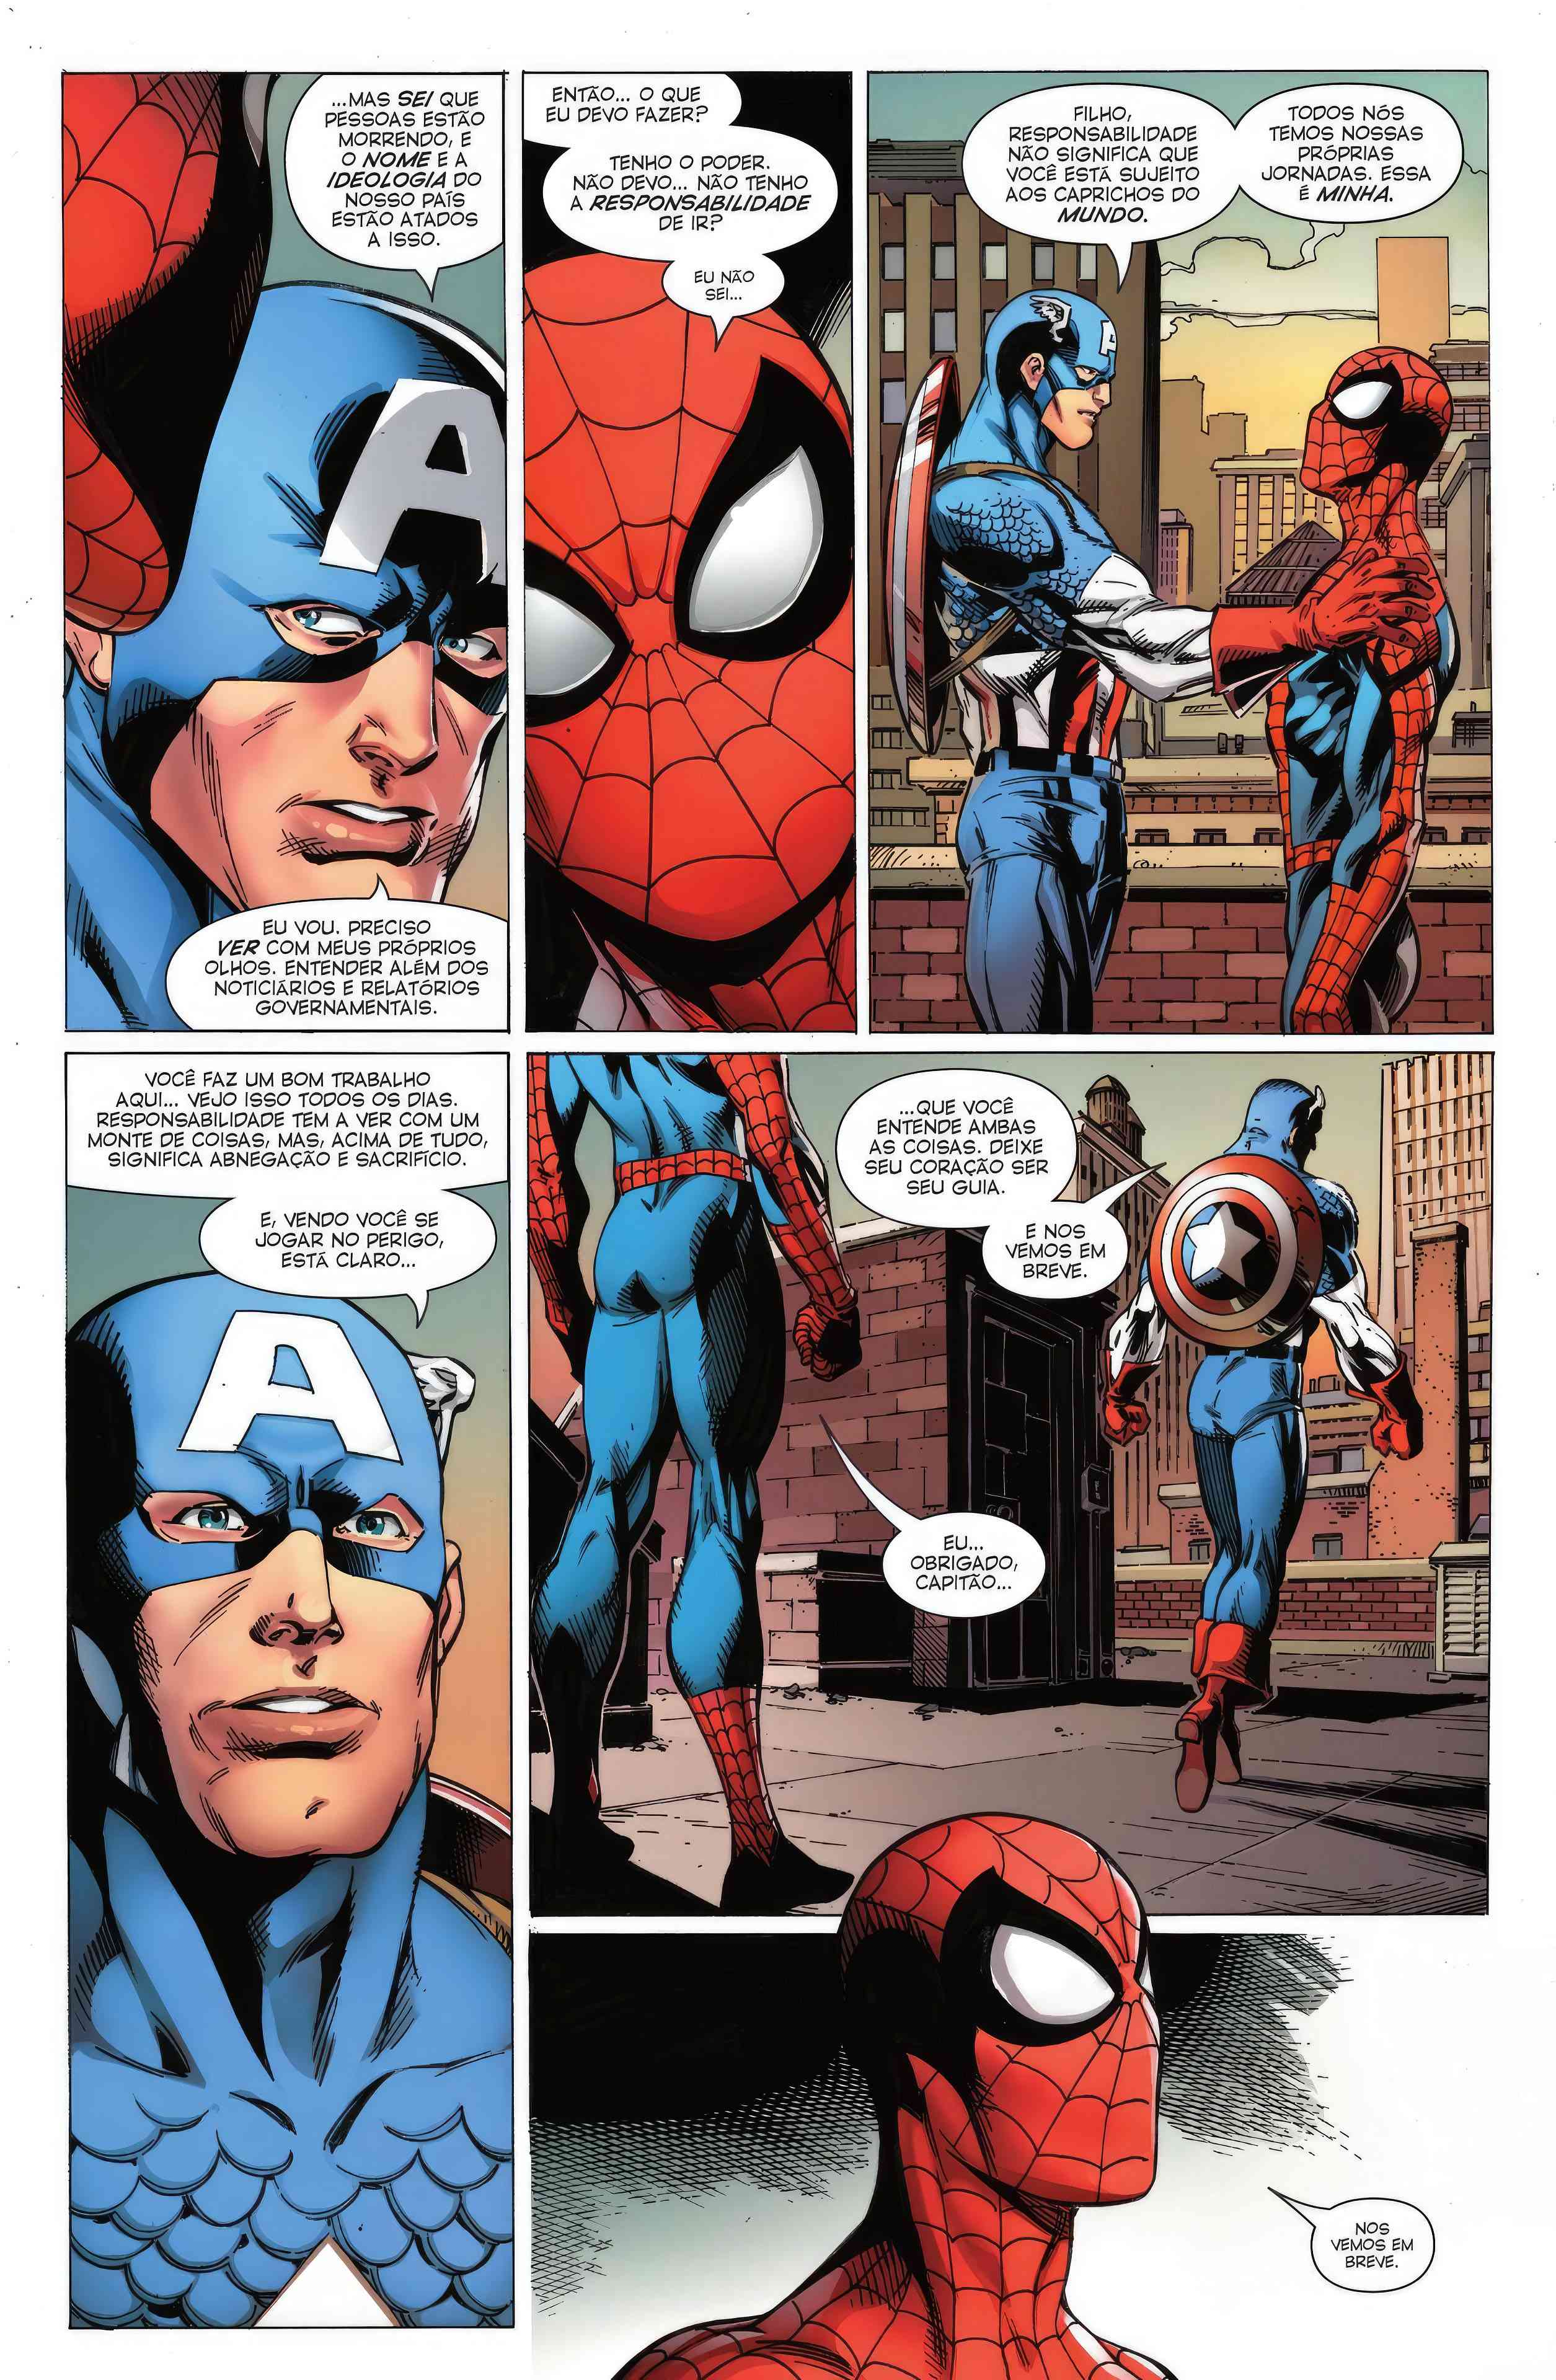 ...MAS SEI QUE
PESSOAS ESTÃO
MORRENDO, E
O NOME E A
IDEOLOGIA DO
NOSSO PAÍS
ESTÃO ATADOS
A ISSO.
EU VOU. PRECISO
VER COM MEUS PRÓPRIOS
OLHOS. ENTENDER ALÉM DOS
NOTICIÁRIOS E RELATÓRIOS
GOVERNAMENTAIS.
ENTÃO... O QUE
EU DEVO FAZER?
TENHO O PODER.
NÃO DEVO... NÃO TENHO
A RESPONSABILIDADE
DE IR?
EU NÃO
SEI...
FILHO,
RESPONSABILIDADE
NÃO SIGNIFICA QUE
VOCÊ ESTÁ SUJEITO
AOS CAPRICHOS DO
MUNDO.
TODOS NÓS
TEMOS NOSSAS
PRÓPRIAS
JORNADAS. ESSA
É MINHA.
VOCÊ FAZ UM BOM TRABALHO
AQUI... VEJO ISSO TODOS OS DIAS.
RESPONSABILIDADE TEM A VER COM UM
MONTE DE COISAS, MAS, ACIMA DE TUDO,
SIGNIFICA ABNEGAÇÃO E SACRIFÍCIO.
E, VENDO VOCÊ SE
JOGAR NO PERIGO,
ESTÁ CLARO...
...QUE VOCÊ
ENTENDE AMBAS
AS COISAS. DEIXE
SEU CORAÇÃO SER
SEU GUIA.
E NOS
VEMOS EM
BREVE.
EU...
OBRIGADO,
CAPITÃO...
NOS
VEMOS EM
BREVE.
A
A
A